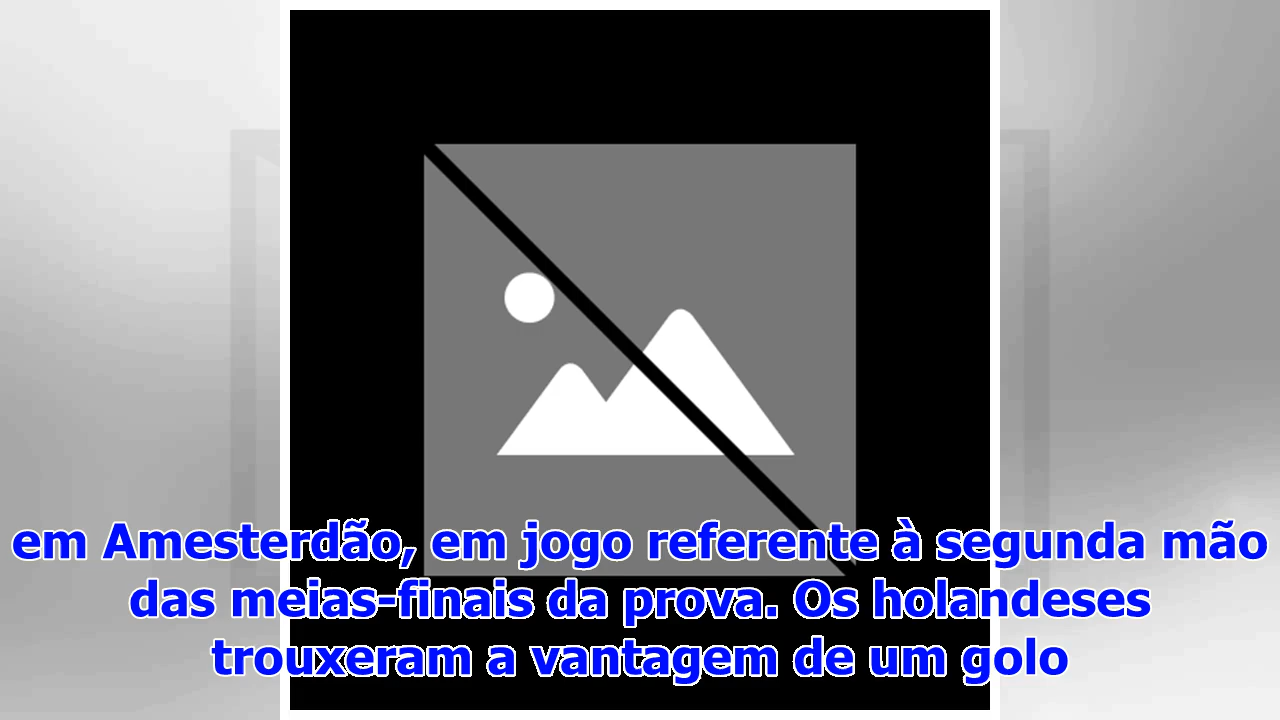 em Amesterdão, em jogo referente à segunda mão
das meias-finais da prova. Os holandeses
trouxeram a vantagem de um golo